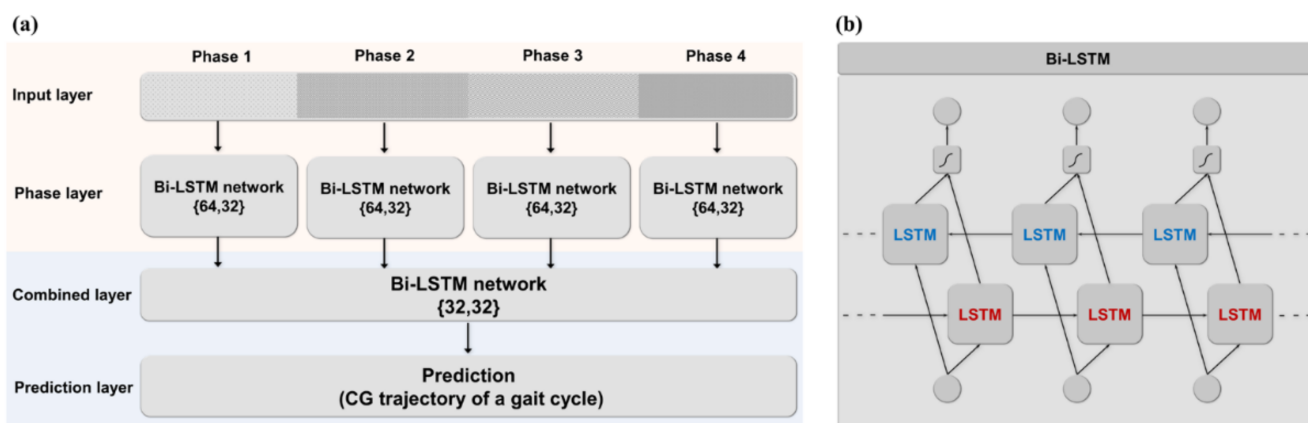 (a)
Phase 1 Phase 2 Phase 3 Phase 4
Input layer
Phase layer
Bi-LSTM network
{64,32}
Bi-LSTM network
{64,32}
Bi-LSTM network
{64,32}
Bi-LSTM network
{64,32}
Combined layer
Bi-LSTM network
{32,32}
Prediction layer
Prediction
(CG trajectory of a gait cycle)
(b)
Bi-LSTM
LSTM LSTM LSTM
LSTM LSTM LSTM